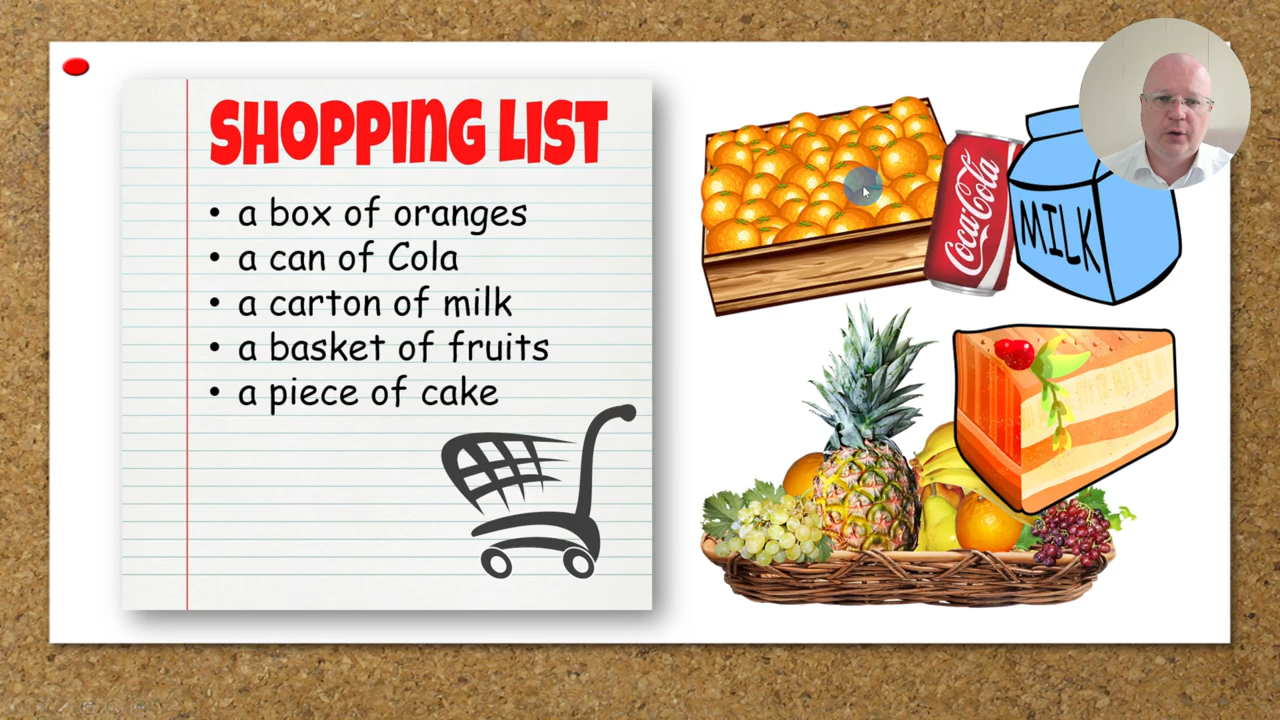 SHOPPING LIST
• a box of oranges
• a can of Cola
• a carton of milk
• a basket of fruits
• a piece of cake
Coca-Cola
MILK